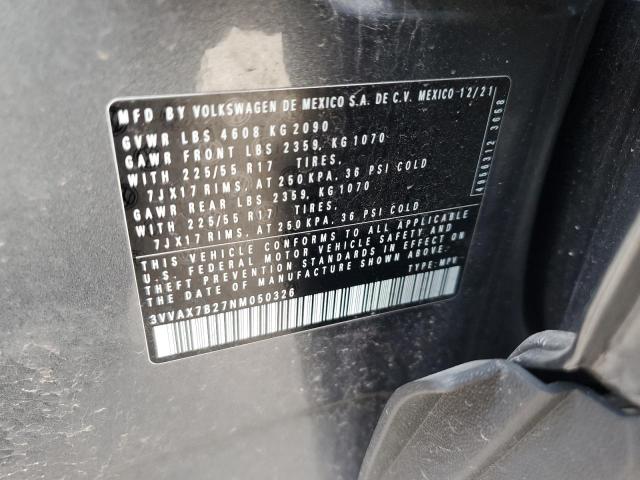 MFD BY VOLKSWAGEN DE MEXICO S.A. DE C.V. MEXICO 12/21
GVWR LBS 4608 KG 2090
GAWR FRONT LBS 2359, KG 1070
WITH 225/55 R17 TIRES,
7JX17 RIMS, AT 250 KPA, 36 PSI COLD
GAWR REAR LBS 2359, KG 1070
WITH 225/55 R17 TIRES,
7JX17 RIMS, AT 250 KPA, 36 PSI COLD
THIS VEHICLE CONFORMS TO ALL APPLICABLE
U.S. FEDERAL MOTOR VEHICLE SAFETY AND
STANDARDS IN EFFECT ON
DATE OF MANUFACTURE SHOWN ABOVE.
TYPE: MPV
3VVAX7B27NM050326